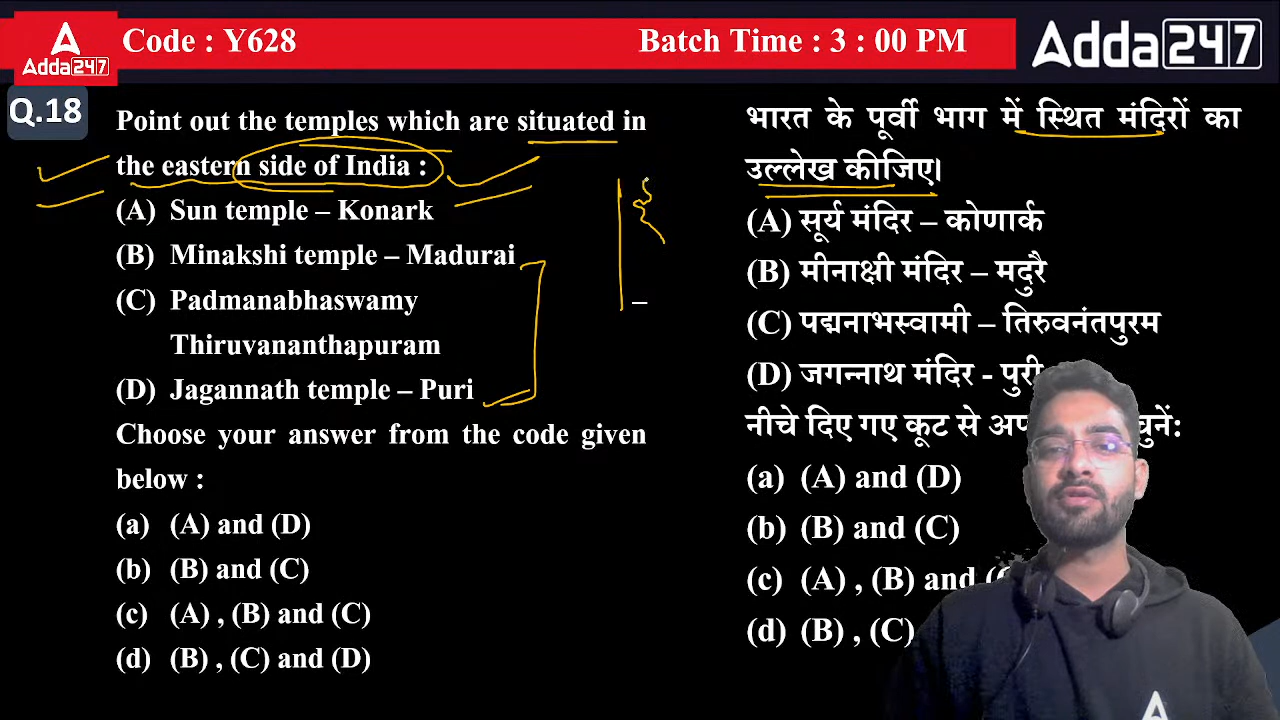 Code : Y628
Batch Time : 3 : 00 PM
Adda247
Adda247
Q.18
Point out the temples which are situated in
the eastern side of India :
(A) Sun temple – Konark
(B) Minakshi temple – Madurai
(C) Padmanabhaswamy –
Thiruvananthapuram
(D) Jagannath temple – Puri
Choose your answer from the code given
below :
(a) (A) and (D)
(b) (B) and (C)
(c) (A) , (B) and (C)
(d) (B) , (C) and (D)
भारत के पूर्वी भाग में स्थित मंदिरों का
उल्लेख कीजिए।
(A) सूर्य मंदिर – कोणार्क
(B) मीनाक्षी मंदिर – मदुरै
(C) पद्मनाभस्वामी – तिरुवनंतपुरम
(D) जगन्नाथ मंदिर - पुरी
नीचे दिए गए कूट से चुनें:
(a) (A) and (D)
(b) (B) and (C)
(c) (A) , (B) and
(d) (B) , (C)